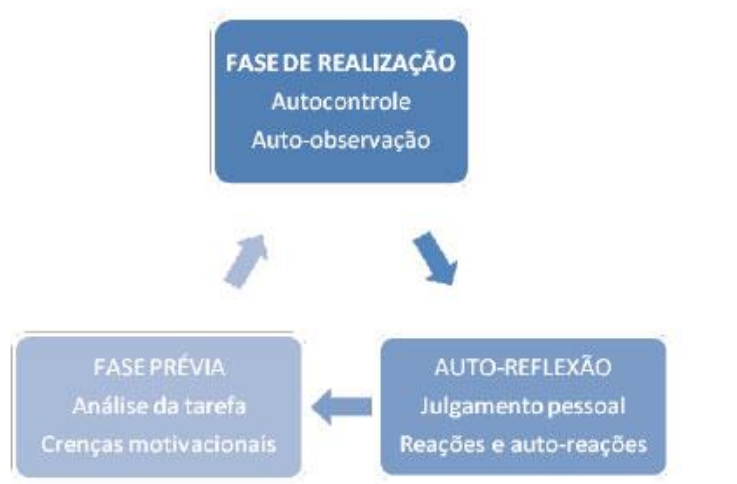 FASE DE REALIZAÇÃO
Autocontrole
Auto-observação
FASE PRÉVIA
Análise da tarefa
Crenças motivacionais
AUTO-REFLEXÃO
Julgamento pessoal
Reações e auto-reações